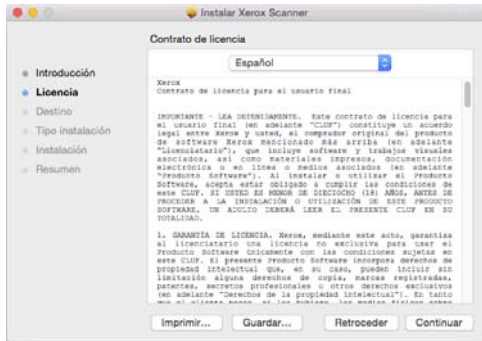 Instalar Xerox Scanner
Contrato de licencia
Introducción
Licencia
Destino
Tipo instalación
Instalación
Resumen
Español
Xerox
Contrato de licencia para el usuario final
IMPORTANTE - LEA DETENIDAMENTE. Este contrato de licencia para
el usuario final (en adelante "CLUF") constituye un acuerdo
legal entre Xerox y usted, el comprador original del producto
de software Xerox mencionado más arriba (en adelante
"Licenciatario"), que incluye software y trabajos visuales
asociados, así como materiales impresos, documentación
electrónica o en línea o medios asociados (en adelante
"Producto Software"). Al instalar o utilizar el Producto
Software, acepta estar obligado a cumplir las condiciones de
este CLUF. SI USTED ES MENOR DE DIECIOCHO (18) AÑOS, ANTES DE
PROCEDER A LA INSTALACIÓN O UTILIZACIÓN DE ESTE PRODUCTO
SOFTWARE, UN ADULTO DEBERÁ LEER EL PRESENTE CLUF EN SU
TOTALIDAD.
1. GARANTÍA DE LICENCIA. Xerox, mediante este acto, garantiza
al licenciatario una licencia no exclusiva para usar el
Producto Software únicamente con las condiciones sujetas en
este CLUF. El presente Producto Software incorpora derechos de
propiedad intelectual que, en su caso, pueden incluir sin
limitación alguna derechos de copia, marcas registradas,
patentes, secretos profesionales u otros derechos exclusivos
(en adelante "Derechos de la propiedad intelectual"). En tanto
Imprimir...
Guardar...
Retroceder
Continuar